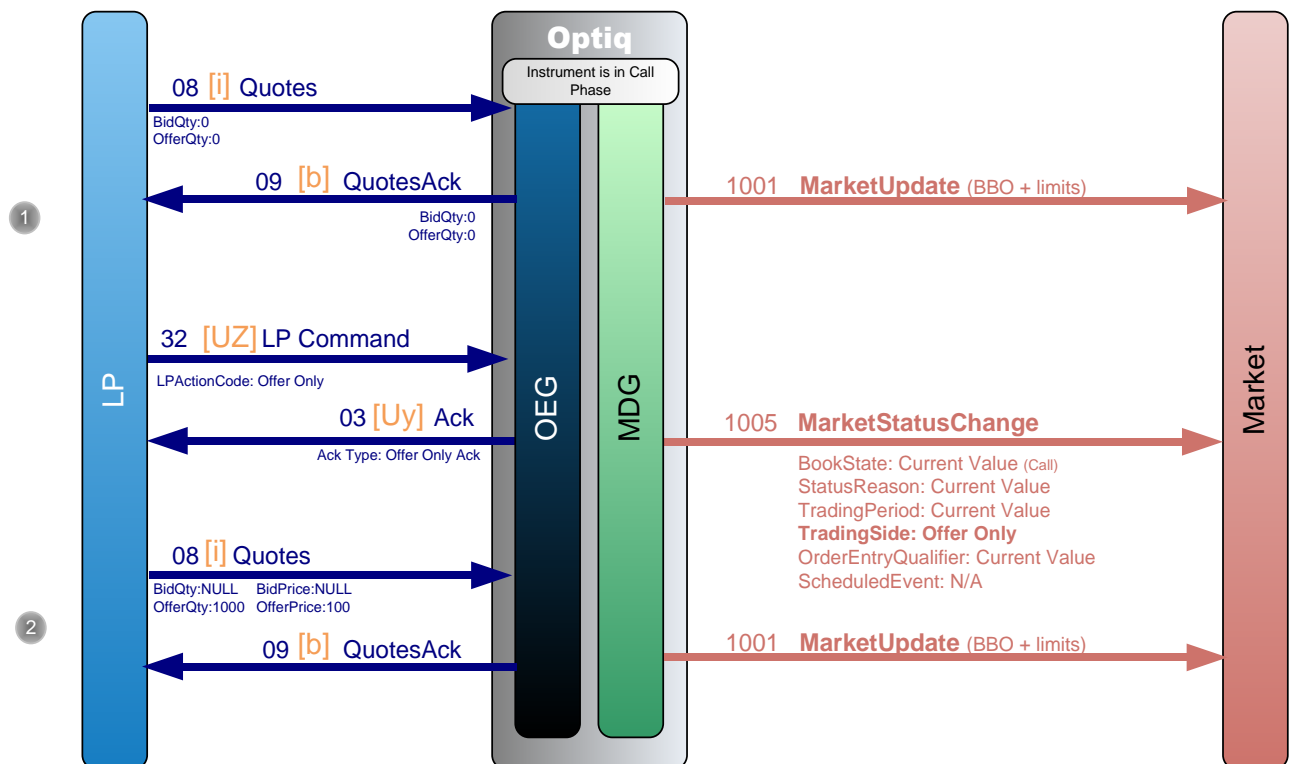 Optiq
Instrument is in Call
Phase
08 [i] Quotes
BidQty:0
OfferQty:0
09 [b] QuotesAck
BidQty:0
OfferQty:0
1001 MarketUpdate (BBO + limits)
1
32 [UZ] LP Command
LPActionCode: Offer Only
LP
OEG
MDG
Market
03 [Uy] Ack
Ack Type: Offer Only Ack
1005 MarketStatusChange
BookState: Current Value (Call)
StatusReason: Current Value
TradingPeriod: Current Value
TradingSide: Offer Only
OrderEntryQualifier: Current Value
ScheduledEvent: N/A
08 [i] Quotes
BidQty:NULL BidPrice:NULL
OfferQty:1000 OfferPrice:100
2
09 [b] QuotesAck
1001 MarketUpdate (BBO + limits)